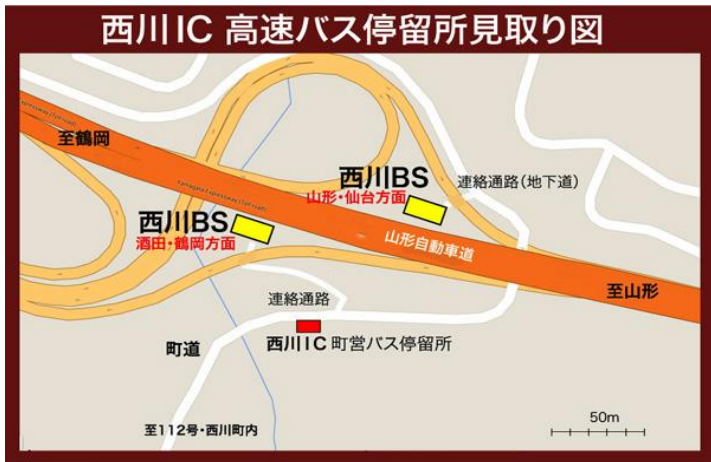 西川IC 高速バス停留所見取り図
至鶴岡
西川BS
山形・仙台方面
連絡通路(地下道)
西川BS
酒田・鶴岡方面
山形自動車道
至山形
連絡通路
町道
西川IC 町営バス停留所
至112号・西川町内
50m